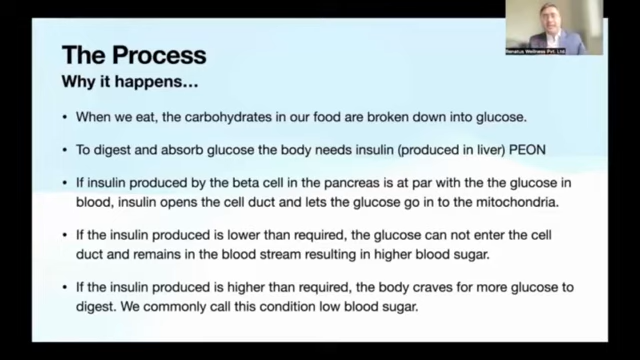 Renatus Wellness Pvt. Ltd.
The Process
Why it happens...
• When we eat, the carbohydrates in our food are broken down into glucose.
• To digest and absorb glucose the body needs insulin (produced in liver) PEON
• If insulin produced by the beta cell in the pancreas is at par with the the glucose in
blood, insulin opens the cell duct and lets the glucose go in to the mitochondria.
• If the insulin produced is lower than required, the glucose can not enter the cell
duct and remains in the blood stream resulting in higher blood sugar.
• If the insulin produced is higher than required, the body craves for more glucose to
digest. We commonly call this condition low blood sugar.